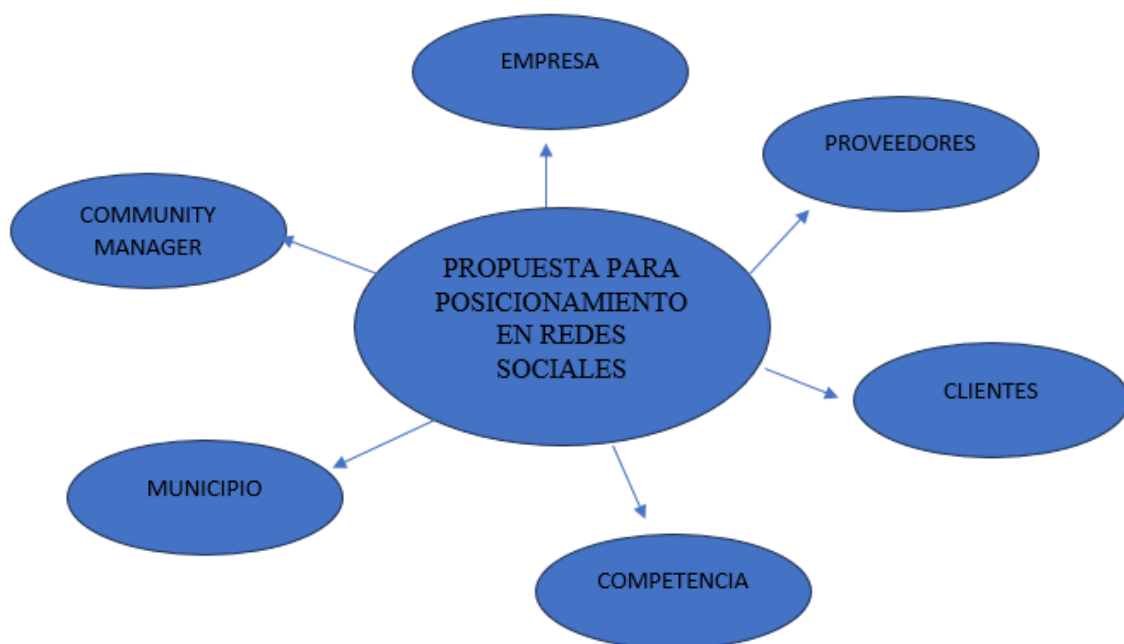 EMPRESA
PROVEEDORES
COMMUNITY
MANAGER
PROPUESTA PARA
POSICIONAMIENTO
EN REDES
SOCIALES
CLIENTES
MUNICIPIO
COMPETENCIA